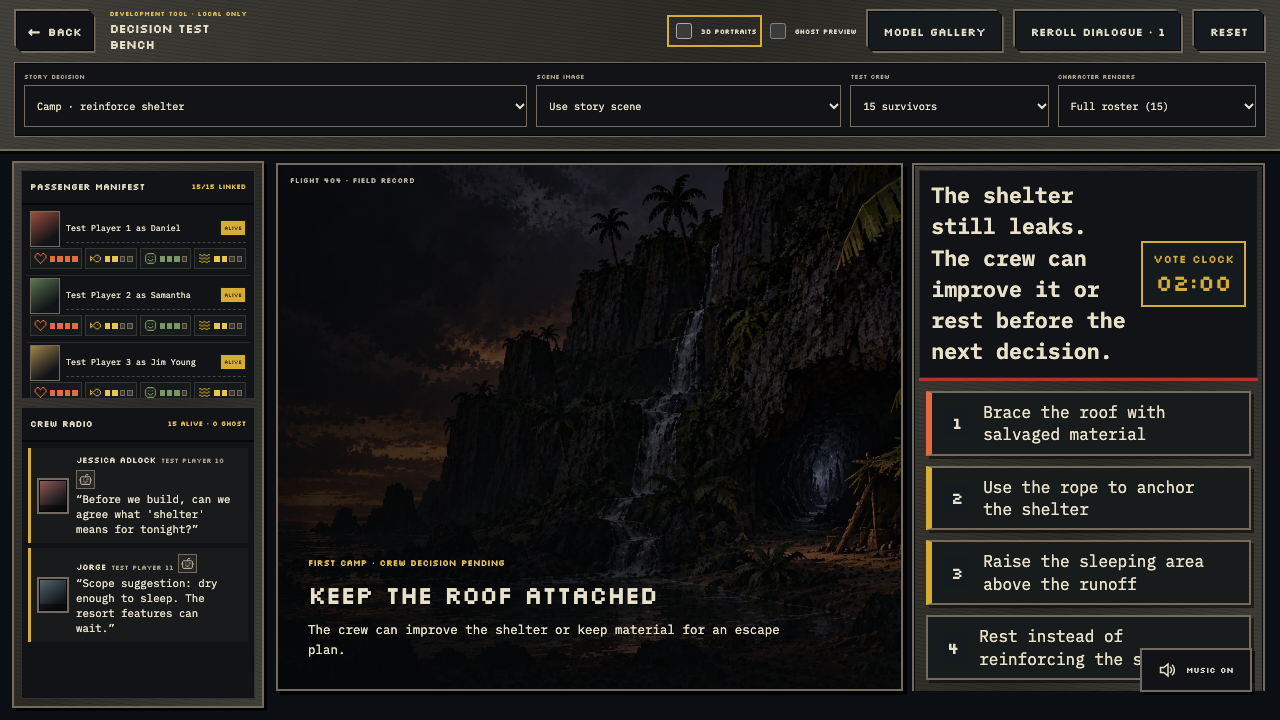 ← BACK
DEVELOPMENT TOOL · LOCAL ONLY
DECISION TEST
BENCH
3D PORTRAITS
GHOST PREVIEW
MODEL GALLERY
REROLL DIALOGUE · 1
RESET
STORY DECISION
Camp · reinforce shelter
SCENE IMAGE
Use story scene
TEST CREW
15 survivors
CHARACTER RENDERS
Full roster (15)
PASSENGER MANIFEST
15/15 LINKED
Test Player 1 as Daniel
ALIVE
Test Player 2 as Samantha
ALIVE
Test Player 3 as Jim Young
ALIVE
CREW RADIO
15 ALIVE · 0 GHOST
JESSICA ADLOCK TEST PLAYER 10
“Before we build, can we
agree what 'shelter'
means for tonight?”
JORGE TEST PLAYER 11
“Scope suggestion: dry
enough to sleep. The
resort features can
wait.”
FLIGHT 404 · FIELD RECORD
FIRST CAMP · CREW DECISION PENDING
KEEP THE ROOF ATTACHED
The crew can improve the shelter or keep material for an escape
plan.
The shelter
still leaks.
The crew can
improve it or
rest before the
next decision.
VOTE CLOCK
02:00
1
Brace the roof with
salvaged material
2
Use the rope to anchor
the shelter
3
Raise the sleeping area
above the runoff
4
Rest instead of
reinforcing the s
MUSIC ON